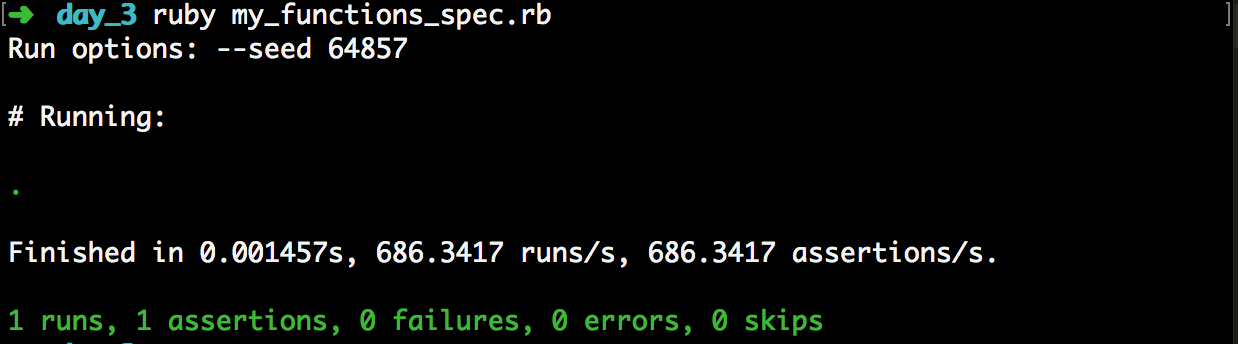 [➜ day_3 ruby my_functions_spec.rb ]
Run options: --seed 64857
# Running:
.
Finished in 0.001457s, 686.3417 runs/s, 686.3417 assertions/s.
1 runs, 1 assertions, 0 failures, 0 errors, 0 skips